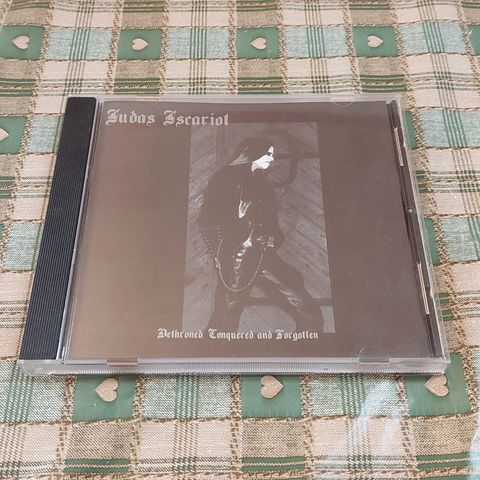 Judas Iscariot
Dethroned, Conquered and Forgotten